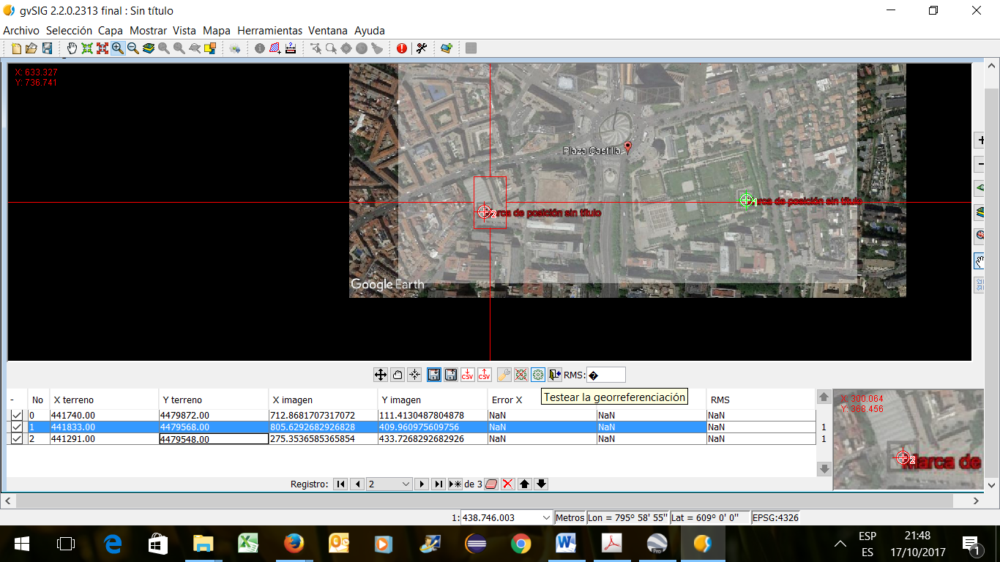 gvSIG 2.2.0.2313 final : Sin título
Archivo Selección Capa Mostrar Vista Mapa Herramientas Ventana Ayuda
X: 633.327
Y: 736.741
Plaza Castilla
1 Marca de posición sin título
2 Marca de posición sin título
Google Earth
CSV CSV RMS: �
Testear la georreferenciación
- No X terreno Y terreno X imagen Y imagen Error X RMS
0 441740.00 4479872.00 712.8681707317072 111.4130487804878 NaN NaN NaN
1 441833.00 4479568.00 805.6292682926828 409.960975609756 NaN NaN NaN 1
2 441291.00 4479548.00 275.3536585365854 433.7268292682926 NaN NaN NaN 1
X: 300.064
Y: 368.456
2 Marca de
Registro: 2 de 3
1: 438.746.003 Metros Lon = 795° 58' 55'' Lat = 609° 0' 0'' EPSG:4326
Pro
ESP
ES
21:48
17/10/2017
1